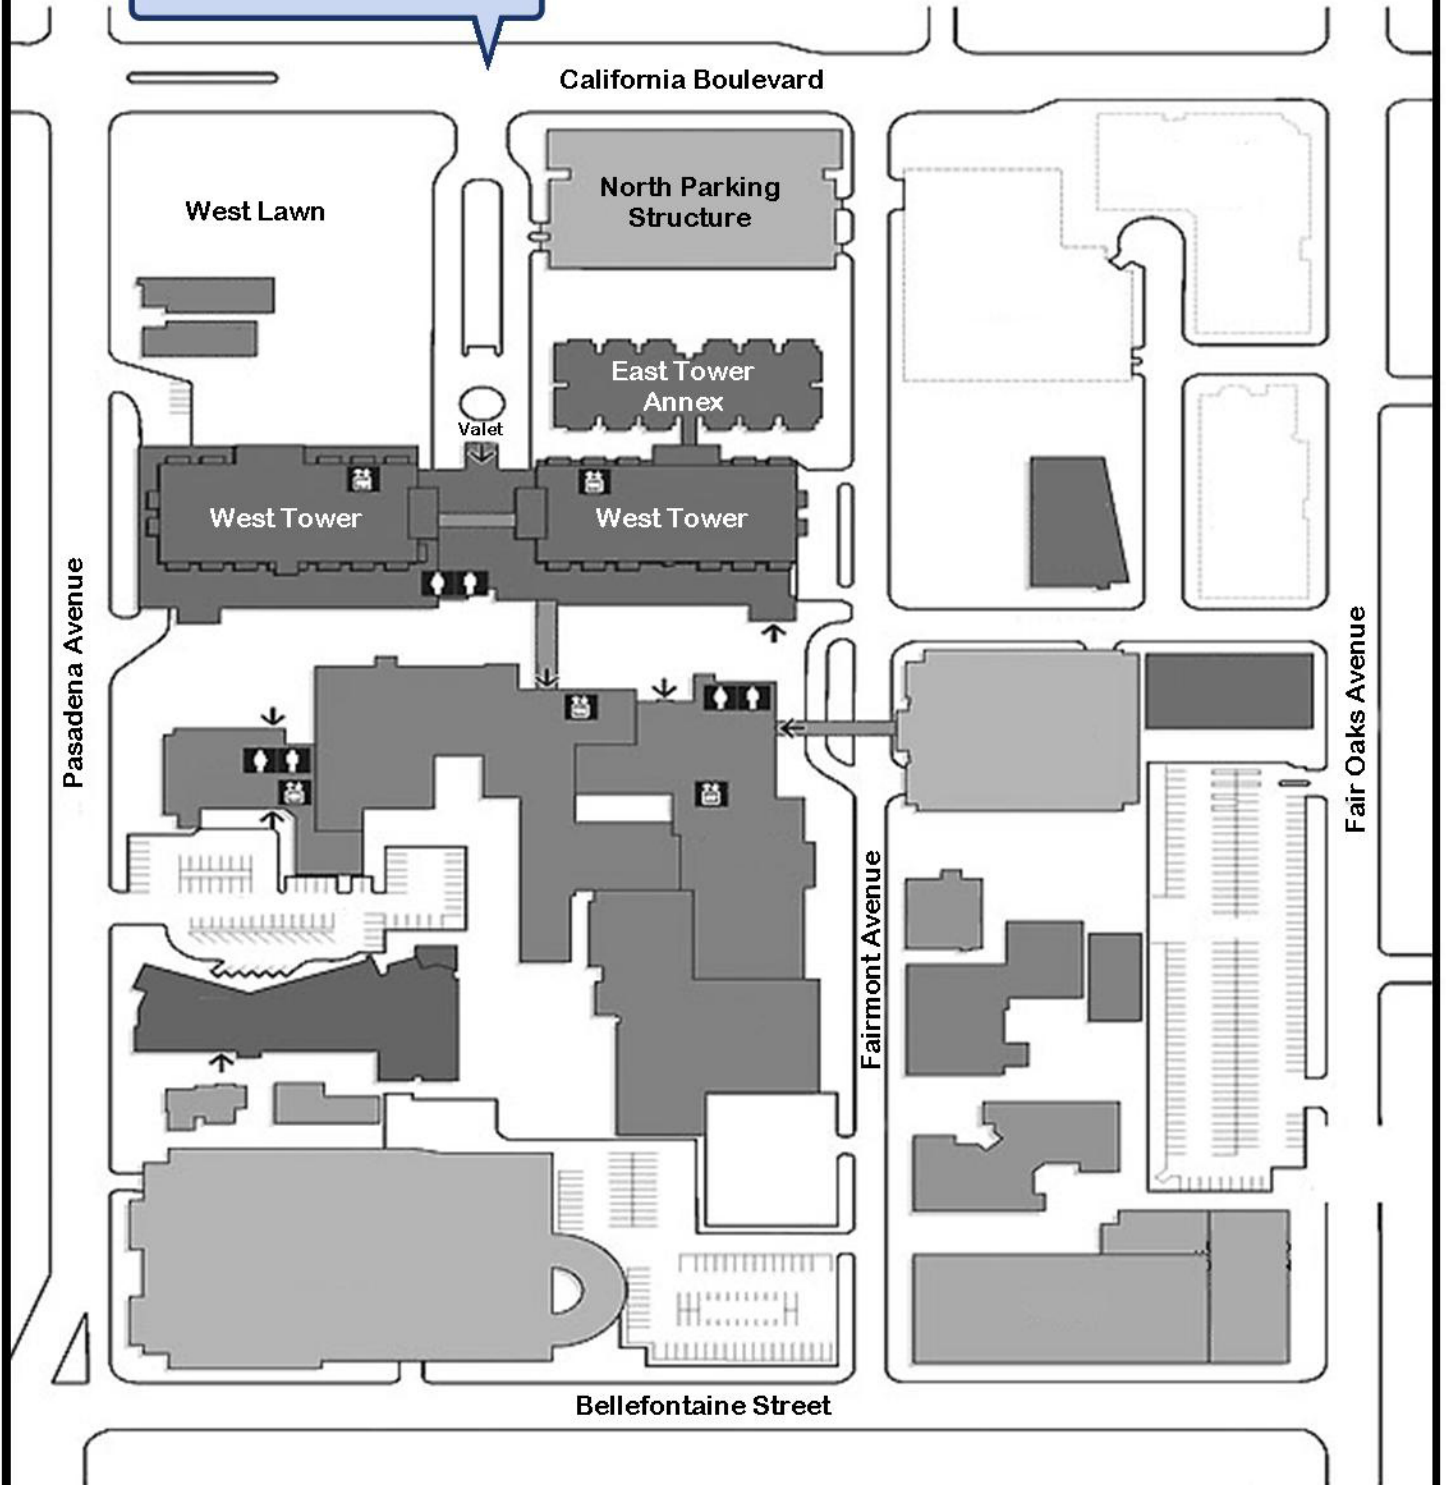 California Boulevard
North Parking
Structure
West Lawn
East Tower
Annex
Valet
West Tower
West Tower
Pasadena Avenue
Fair Oaks Avenue
Fairmont Avenue
Bellefontaine Street